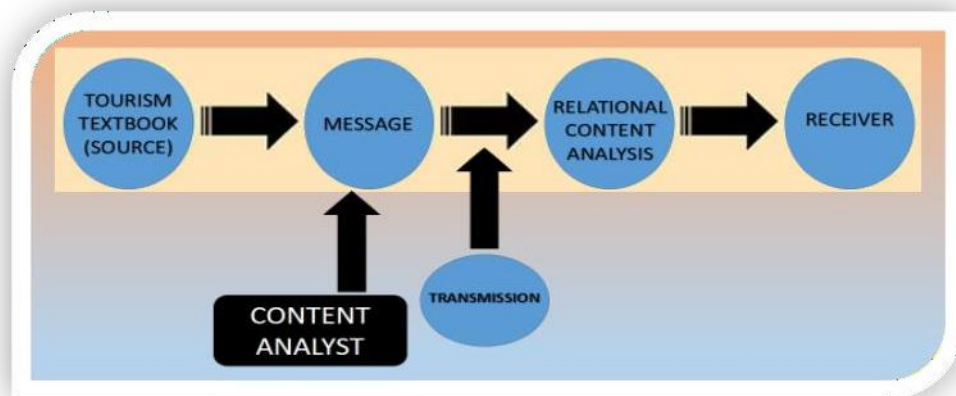 TOURISM
TEXTBOOK
(SOURCE)
MESSAGE
RELATIONAL
CONTENT
ANALYSIS
RECEIVER
TRANSMISSION
CONTENT
ANALYST